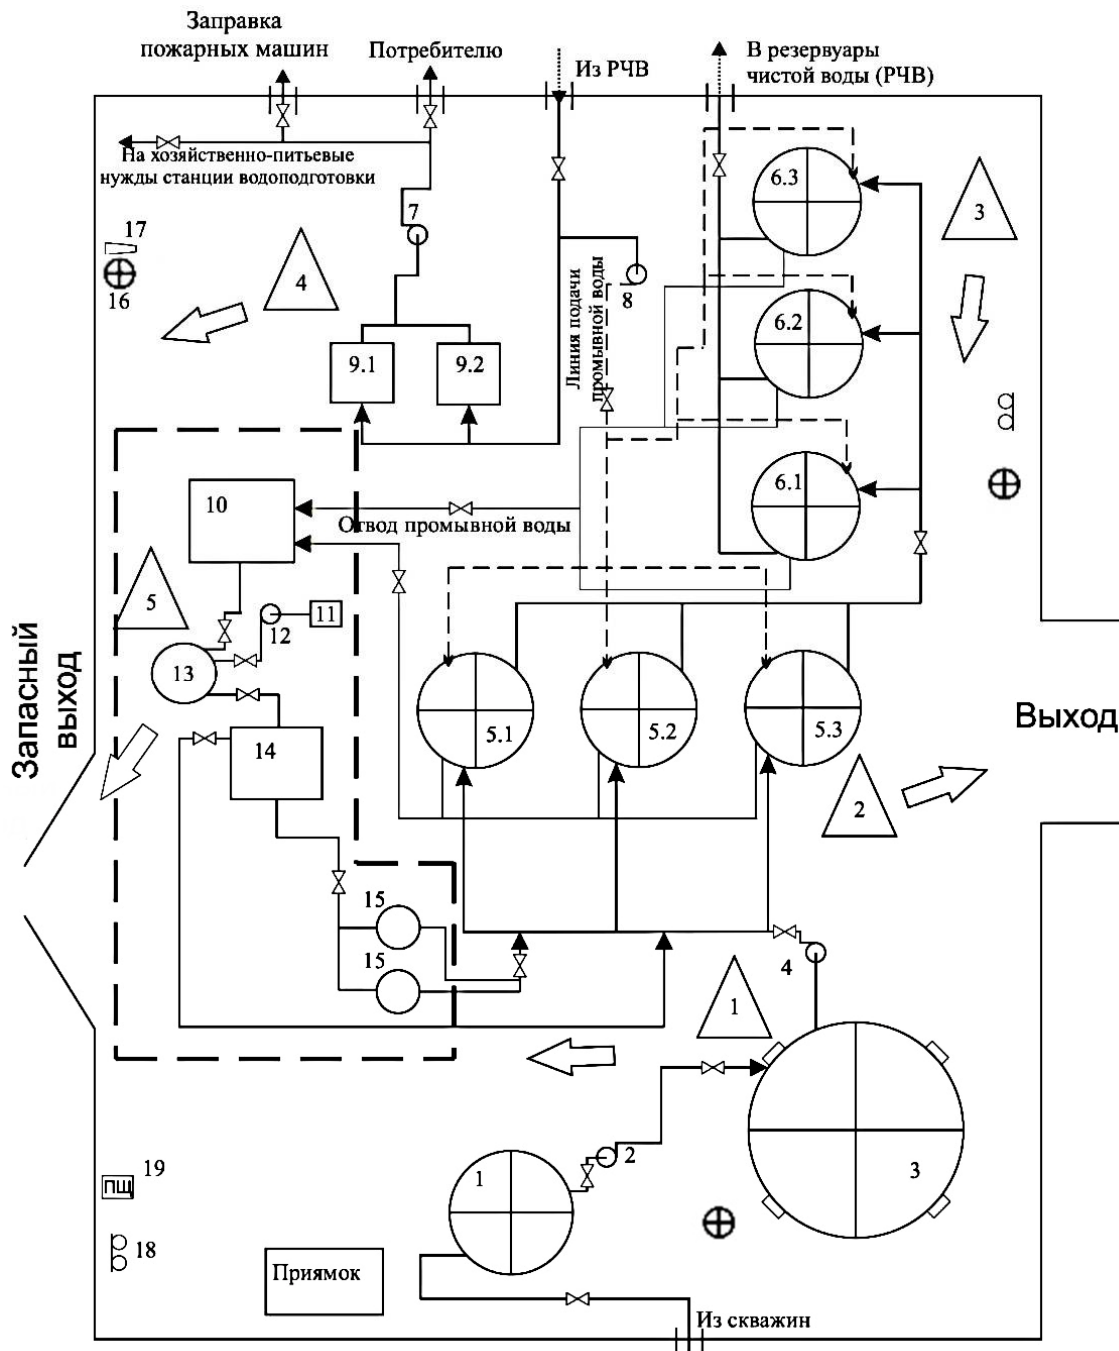 Заправка
пожарных машин
Потребителю
Из РЧВ
В резервуары
чистой воды (РЧВ)
На хозяйственно-питьевые
нужды станции водоподготовки
17
16
4
7
8
Линия подачи
промывной воды
6.3
3
6.2
9.1
9.2
6.1
10
Отвод промывной воды
5
11
12
13
14
5.1
5.2
5.3
2
Запасный
выход
Выход
15
15
4
1
2
1
3
19
ПЩ
18
Приямок
Из скважин